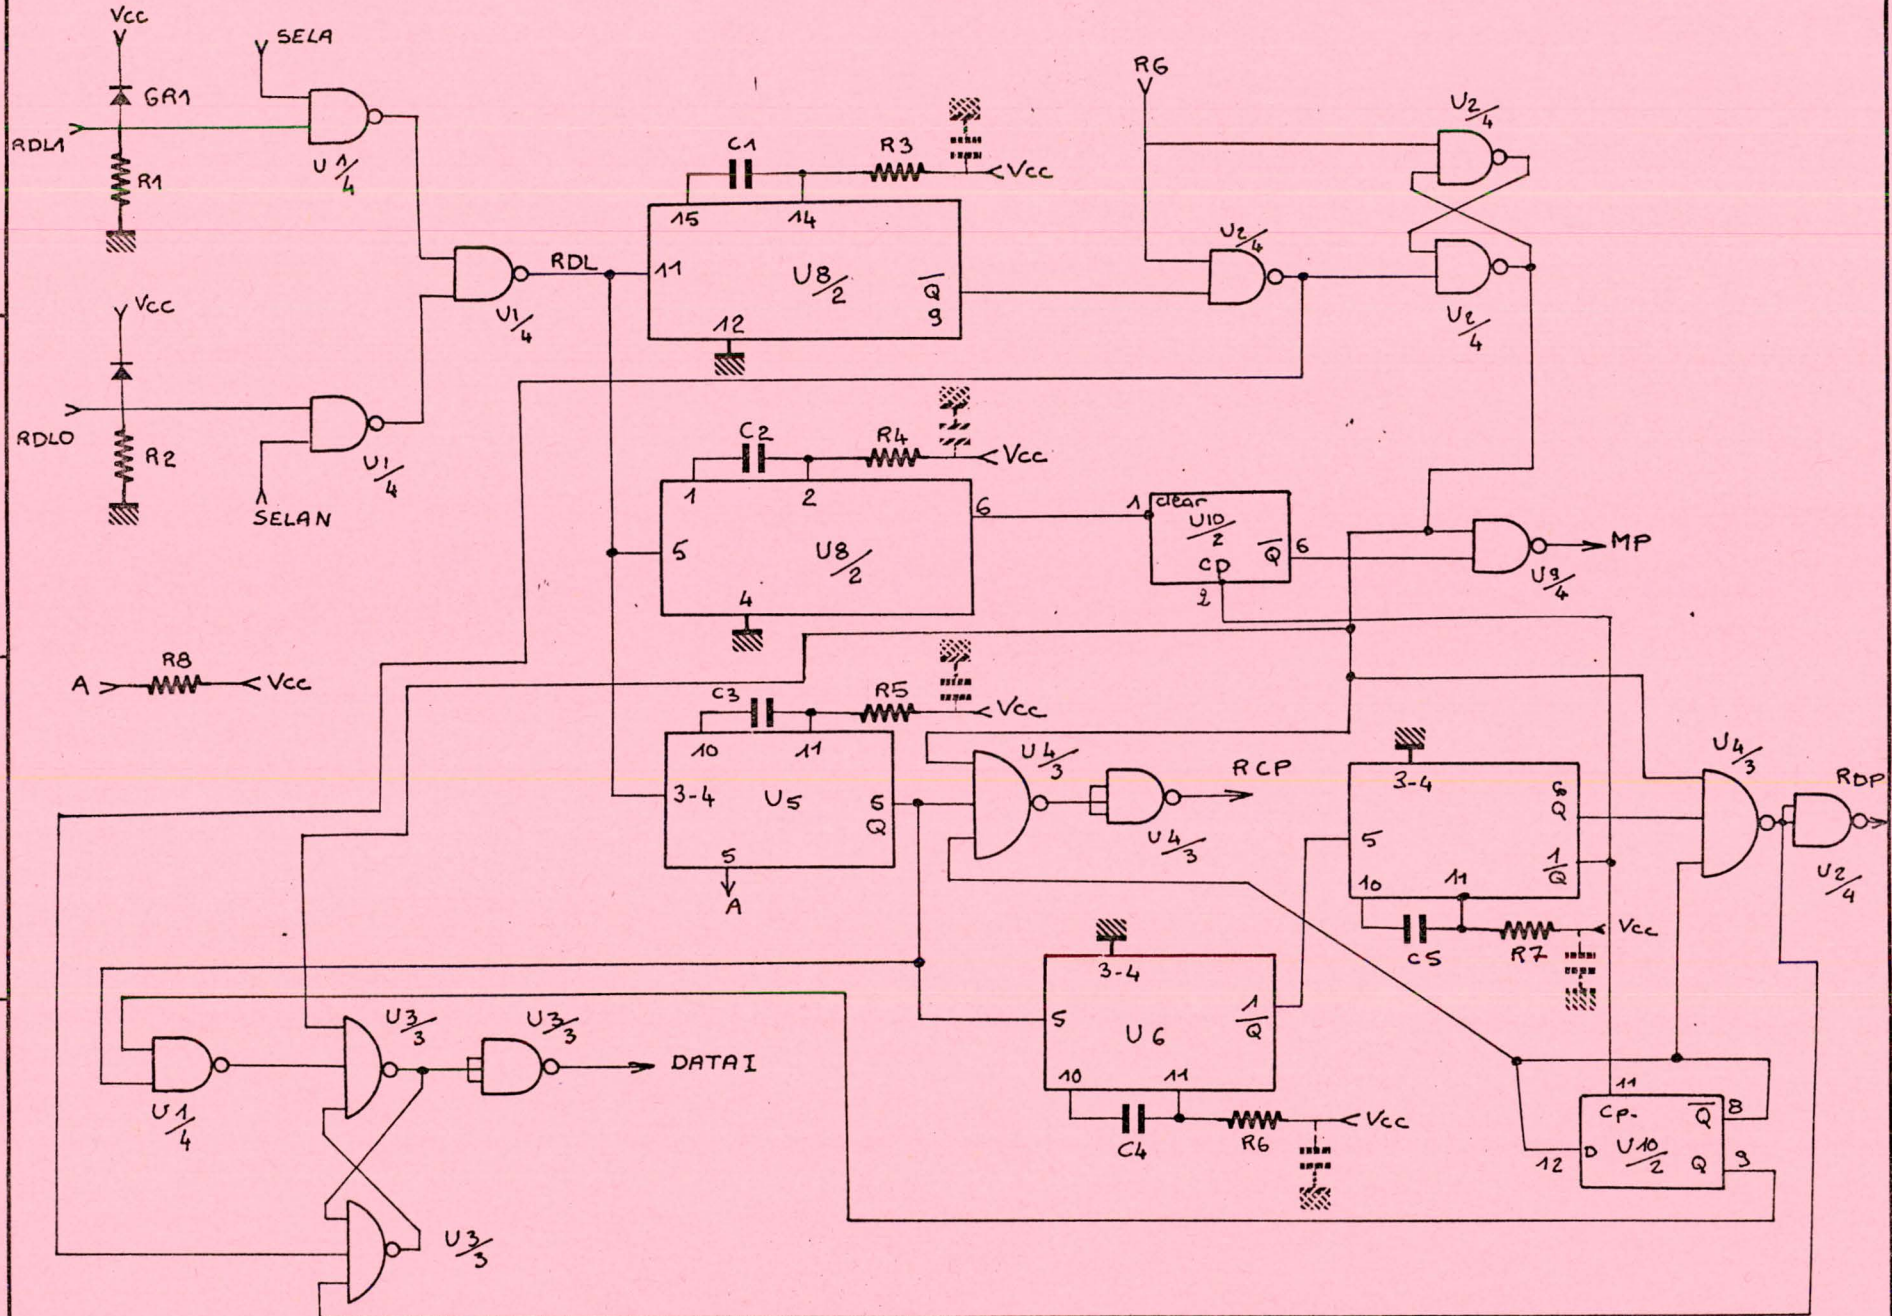 Vcc
SELA
GR1
RDL1
R1
U1/4
C1
R3
Vcc
RG
U2/4
15
14
11
U8/2
Q
9
12
RDL
U1/4
U2/4
U2/4
Vcc
RDL0
R2
U1/4
SELAN
C2
R4
Vcc
1
2
5
U8/2
6
4
1
clear
U10/2
Q
6
CP
2
MP
U9/4
A
R8
Vcc
C3
R5
Vcc
10
11
3-4
U5
6
Q
5
A
U4/3
RCP
U4/3
3-4
Q
5
1/Q
10
11
C5
R7
Vcc
U4/3
RDP
U2/4
3-4
5
U6
1/Q
10
11
C4
R6
Vcc
U3/3
U3/3
DATAI
U1/4
U3/3
11
CP-
Q
8
D
U10/2
12
Q
9